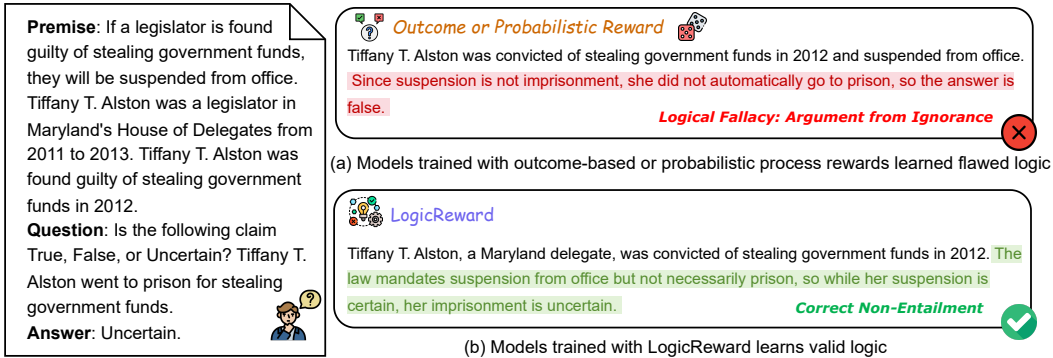 Premise: If a legislator is found
guilty of stealing government funds,
they will be suspended from office.
Tiffany T. Alston was a legislator in
Maryland's House of Delegates from
2011 to 2013. Tiffany T. Alston was
found guilty of stealing government
funds in 2012.
Question: Is the following claim
True, False, or Uncertain? Tiffany T.
Alston went to prison for stealing
government funds.
Answer: Uncertain.
Outcome or Probabilistic Reward
Tiffany T. Alston was convicted of stealing government funds in 2012 and suspended from office.
Since suspension is not imprisonment, she did not automatically go to prison, so the answer is
false.
Logical Fallacy: Argument from Ignorance
(a) Models trained with outcome-based or probabilistic process rewards learned flawed logic
LogicReward
Tiffany T. Alston, a Maryland delegate, was convicted of stealing government funds in 2012. The
law mandates suspension from office but not necessarily prison, so while her suspension is
certain, her imprisonment is uncertain.
Correct Non-Entailment
(b) Models trained with LogicReward learns valid logic